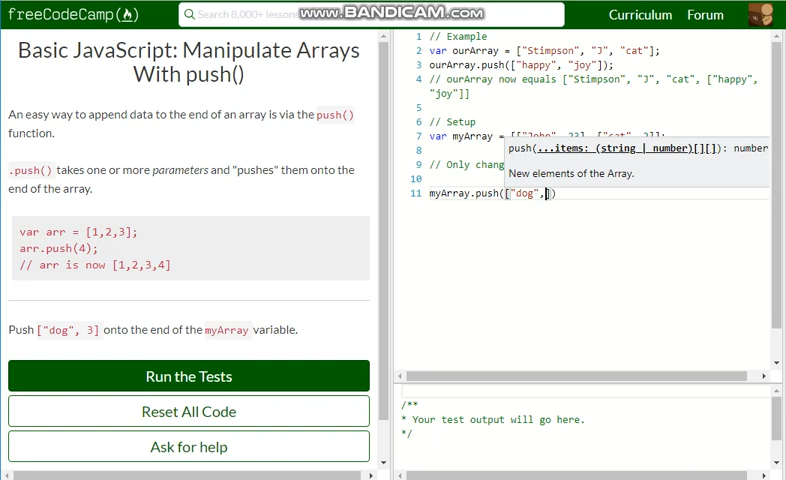 freeCodeCamp(🔥)
Search 8,000+ lessons
www.BANDICAM.com
Curriculum
Forum
Basic JavaScript: Manipulate Arrays
With push()
An easy way to append data to the end of an array is via the push()
function.
.push() takes one or more parameters and "pushes" them onto the
end of the array.
var arr = [1,2,3];
arr.push(4);
// arr is now [1,2,3,4]
Push ["dog", 3] onto the end of the myArray variable.
Run the Tests
Reset All Code
Ask for help
1 // Example
2 var ourArray = ["Stimpson", "J", "cat"];
3 ourArray.push(["happy", "joy"]);
4 // ourArray now equals ["Stimpson", "J", "cat", ["happy",
"joy"]]
5
6 // Setup
7 var myArray = [["John", 23], ["cat", 2]];
8
push(...items: (string | number)[][]): number
9 // Only chang
New elements of the Array.
10
11 myArray.push(["dog",])
/**
* Your test output will go here.
*/